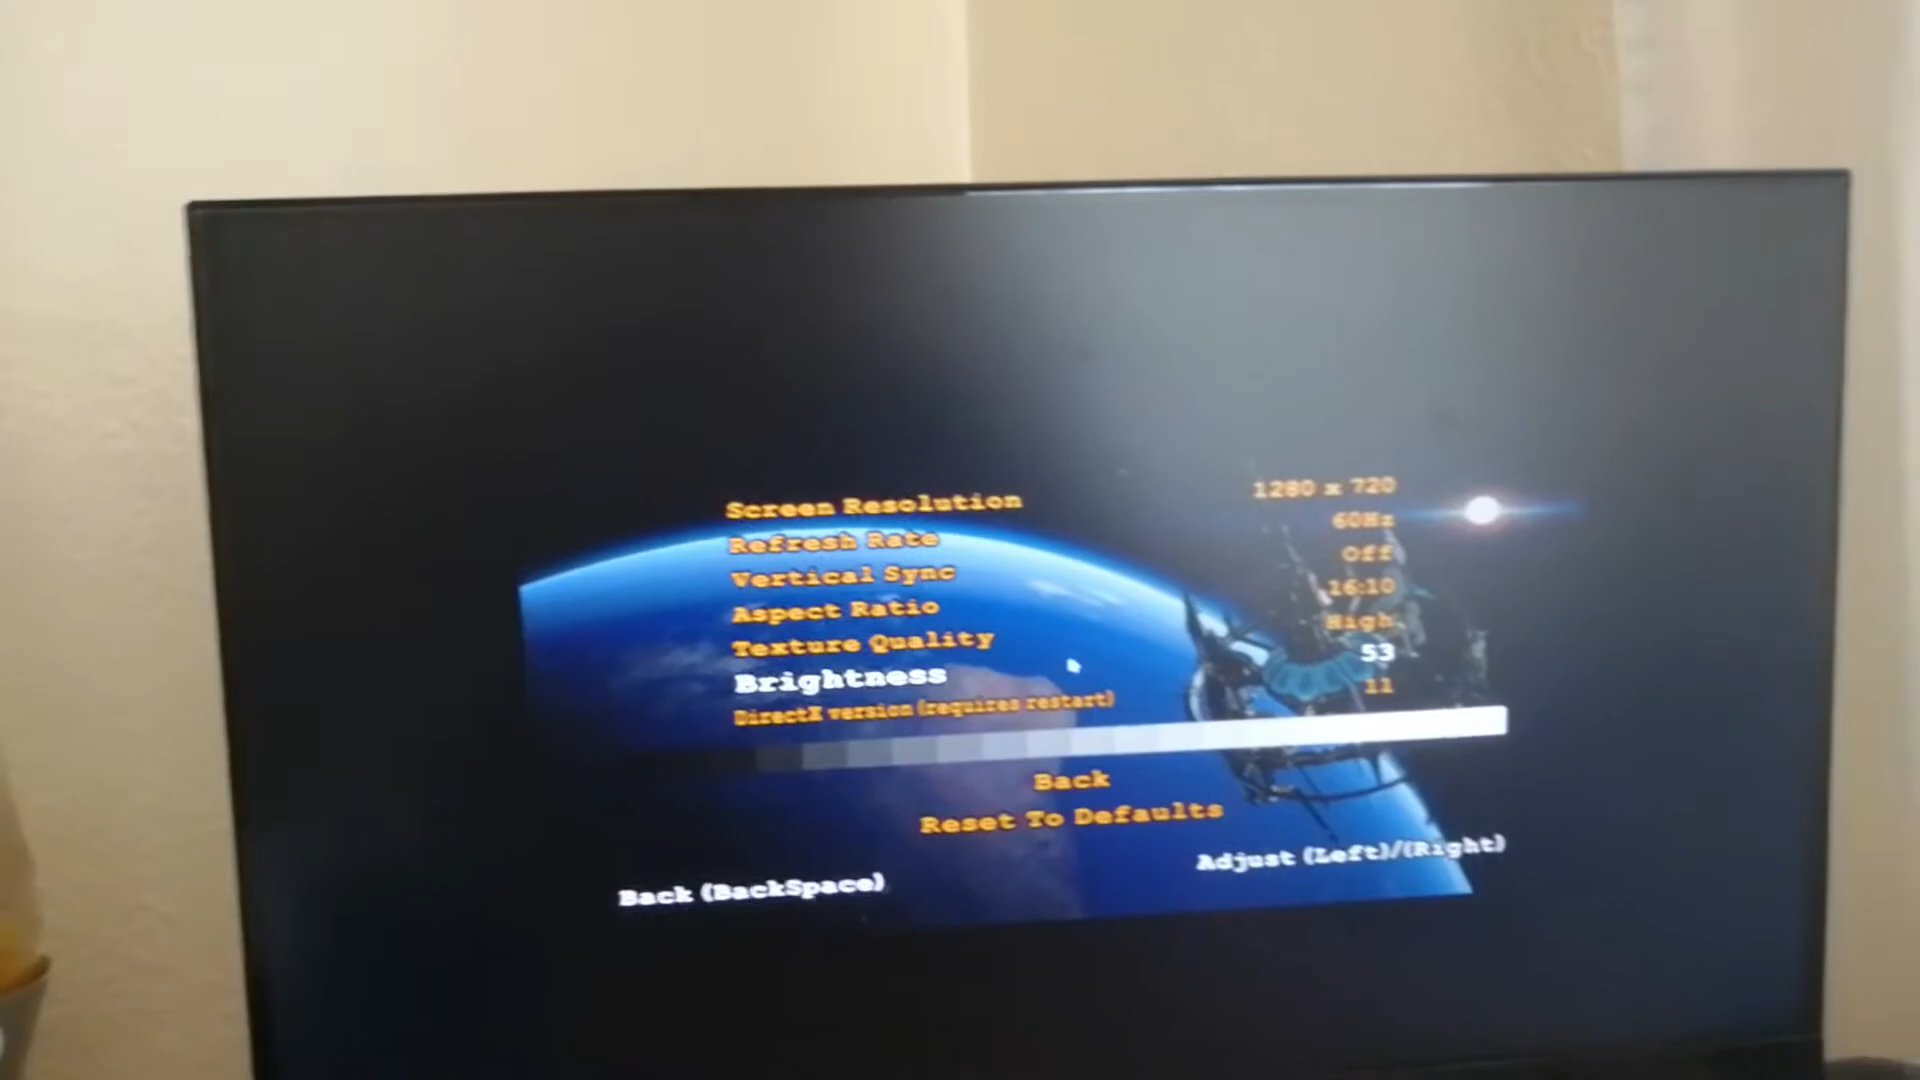 Screen Resolution 1280 x 720
Refresh Rate 60Hz
Vertical Sync Off
Aspect Ratio 16:10
Texture Quality High
Brightness 53
DirectX version (requires restart) 11
Back
Reset To Defaults
Adjust (Left)/(Right)
Back (BackSpace)